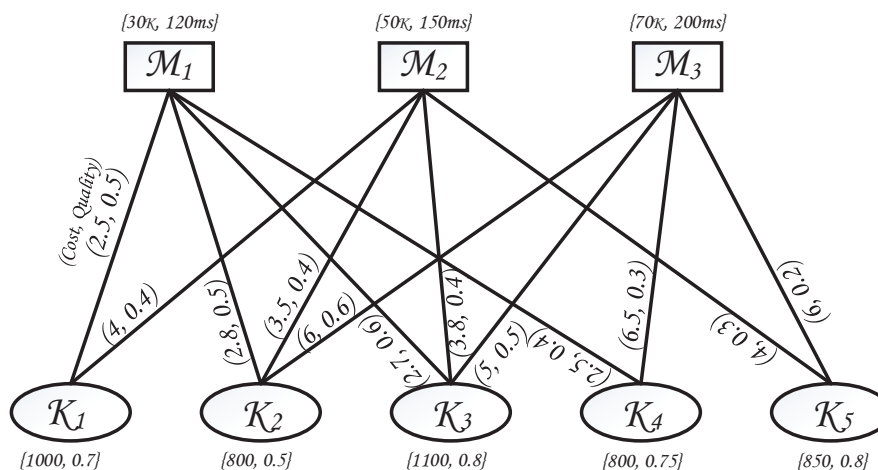 {30K, 120ms}
{50K, 150ms}
{70K, 200ms}
M1
M2
M3
(Cost, Quality)
(2.5, 0.5)
(4, 0.4)
(2.8, 0.5)
(3.5, 0.4)
(6, 0.6)
(2.7, 0.6)
(3.8, 0.4)
(5, 0.5)
(2.5, 0.4)
(6.5, 0.3)
(4, 0.3)
(6, 0.2)
K1
K2
K3
K4
K5
{1000, 0.7}
{800, 0.5}
{1100, 0.8}
{800, 0.75}
{850, 0.8}